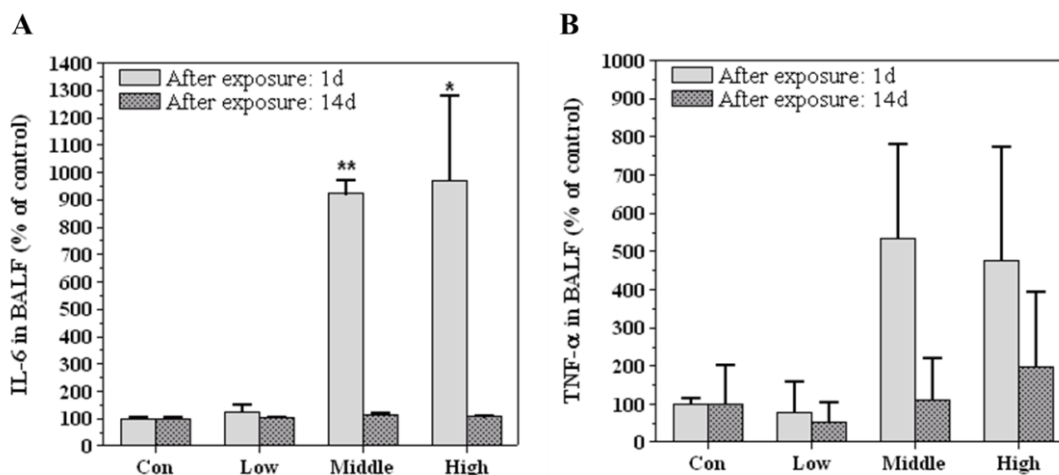 A
IL-6 in BALF (% of control)
1400
1300
1200
1100
1000
900
800
700
600
500
400
300
200
100
0
After exposure: 1d
After exposure: 14d
**
*
Con Low Middle High
B
TNF-α in BALF (% of control)
1000
900
800
700
600
500
400
300
200
100
0
After exposure: 1d
After exposure: 14d
Con Low Middle High